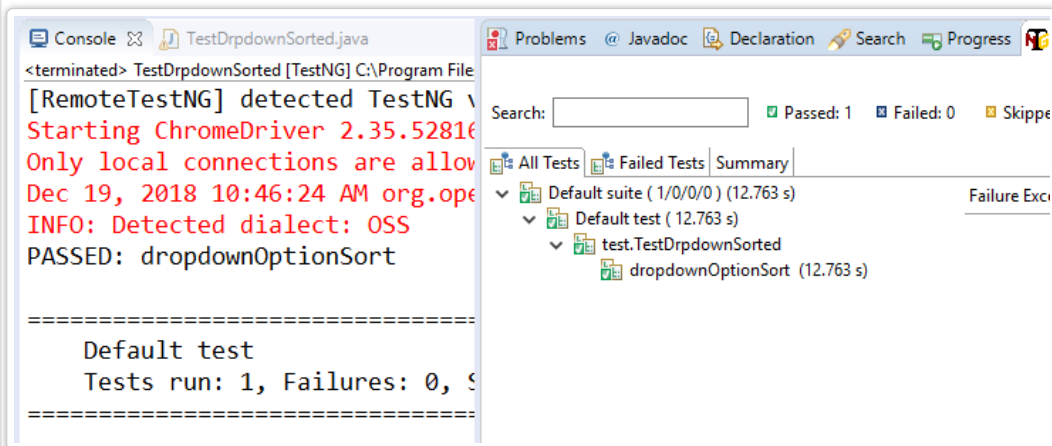 Console TestDrpdownSorted.java
<terminated> TestDrpdownSorted [TestNG] C:\Program File
[RemoteTestNG] detected TestNG v
Starting ChromeDriver 2.35.52816
Only local connections are allow
Dec 19, 2018 10:46:24 AM org.ope
INFO: Detected dialect: OSS
PASSED: dropdownOptionSort
===============================
Default test
Tests run: 1, Failures: 0, S
===============================
Problems @ Javadoc Declaration Search Progress
Search: Passed: 1 Failed: 0 Skippe
All Tests Failed Tests Summary
Default suite ( 1/0/0/0 ) (12.763 s)
Failure Exce
Default test ( 12.763 s)
test.TestDrpdownSorted
dropdownOptionSort (12.763 s)